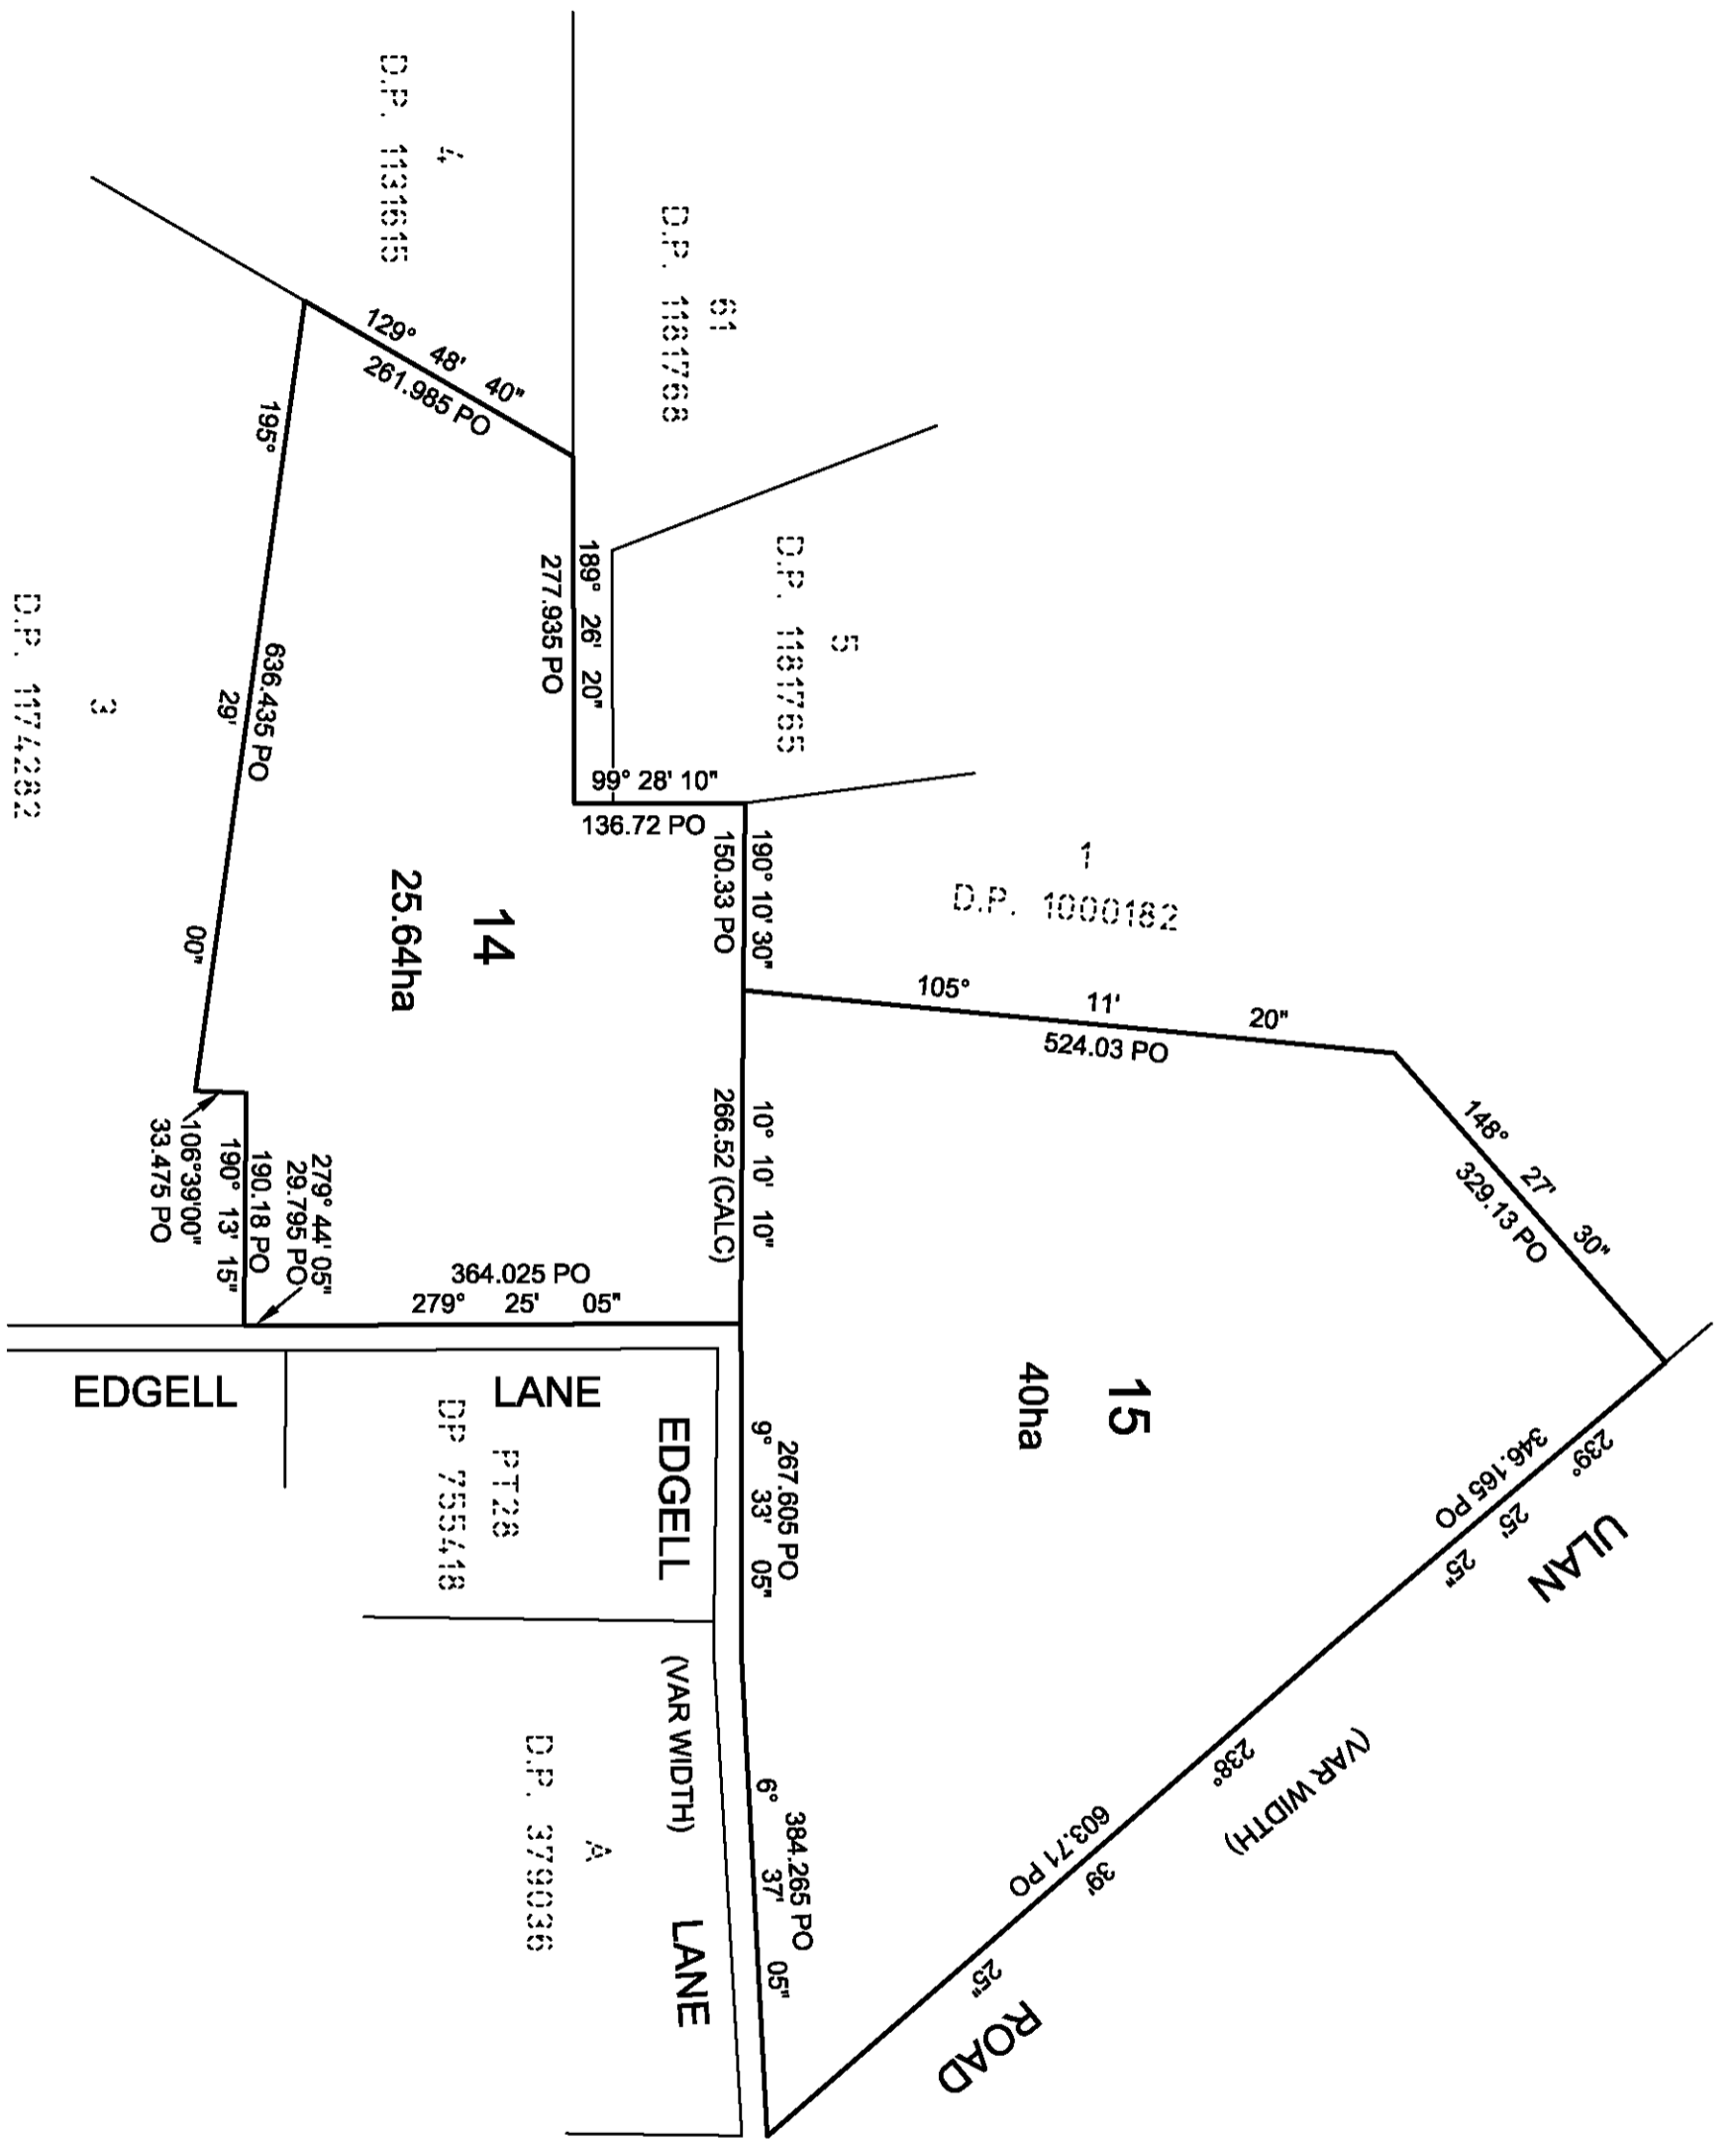 4
D.P. 1131615
61
D.P. 1181768
5
D.P. 1181765
1
D.P. 1000182
129° 48' 40"
261.985 PO
189° 26' 20"
277.935 PO
99° 28' 10"
136.72 PO
190° 10' 30"
150.33 PO
105° 11' 20"
524.03 PO
148° 27' 30"
329.13 PO
195° 29' 00"
636.435 PO
3
D.P. 1174282
14
25.64ha
10° 10' 10"
266.52 (CALC)
106°39'00"
33.475 PO
190.18 PO
190° 13' 15"
279° 44' 05"
29.795 PO
364.025 PO
279° 25' 05"
15
40ha
239° 25' 25"
346.165 PO
ULAN
(VAR WIDTH)
ROAD
238° 39' 25"
603.71 PO
267.605 PO
9° 33' 05"
384.265 PO
6° 37' 05"
EDGELL
LANE
EDGELL
(VAR WIDTH)
LANE
PT28
DP 755418
A
D.P. 379036